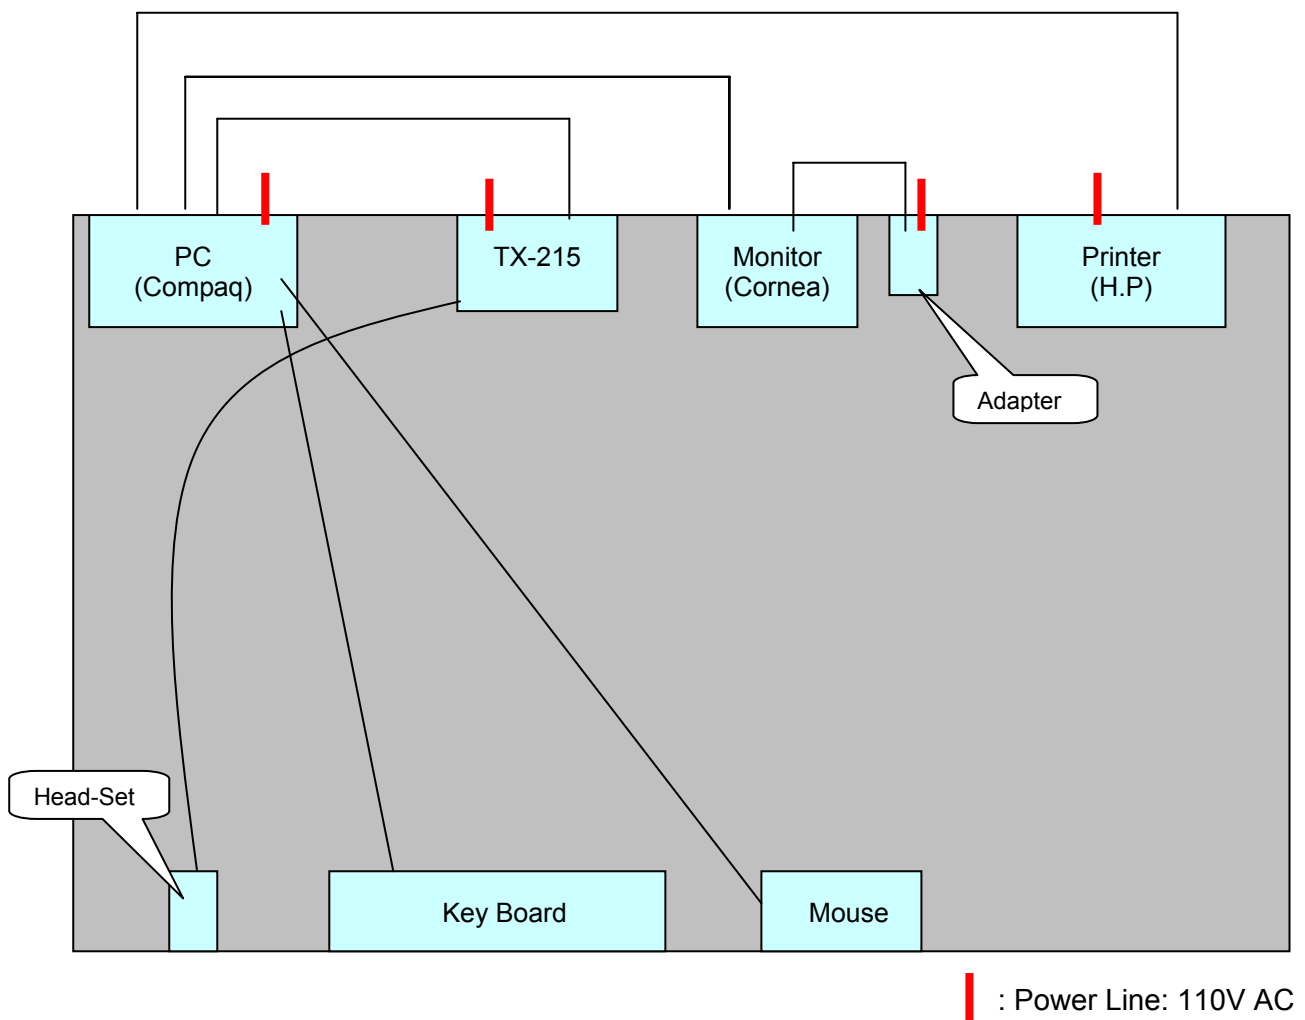 PC
(Compaq)
TX-215
Monitor
(Cornea)
Printer
(H.P)
Adapter
Head-Set
Key Board
Mouse
: Power Line: 110V AC